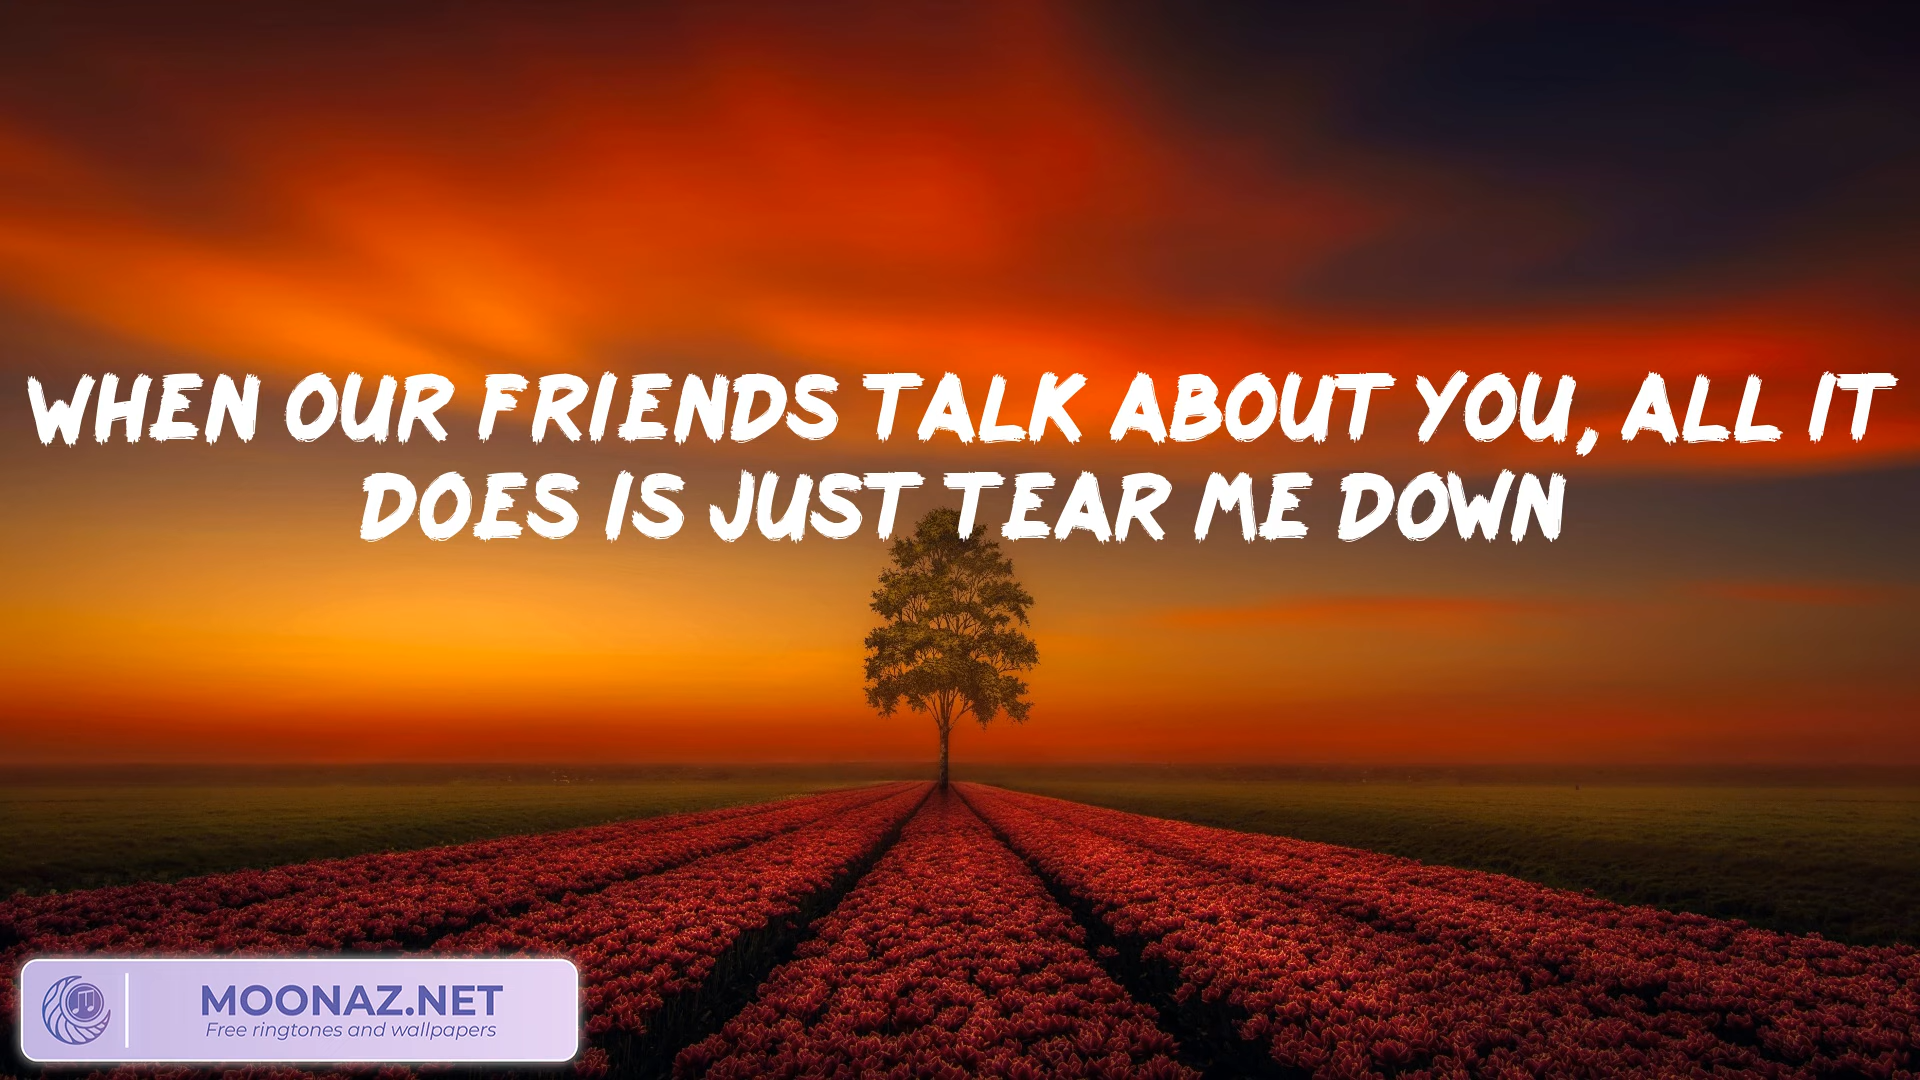 WHEN OUR FRIENDS TALK ABOUT YOU, ALL IT
DOES IS JUST TEAR ME DOWN
MOONAZ.NET
Free ringtones and wallpapers